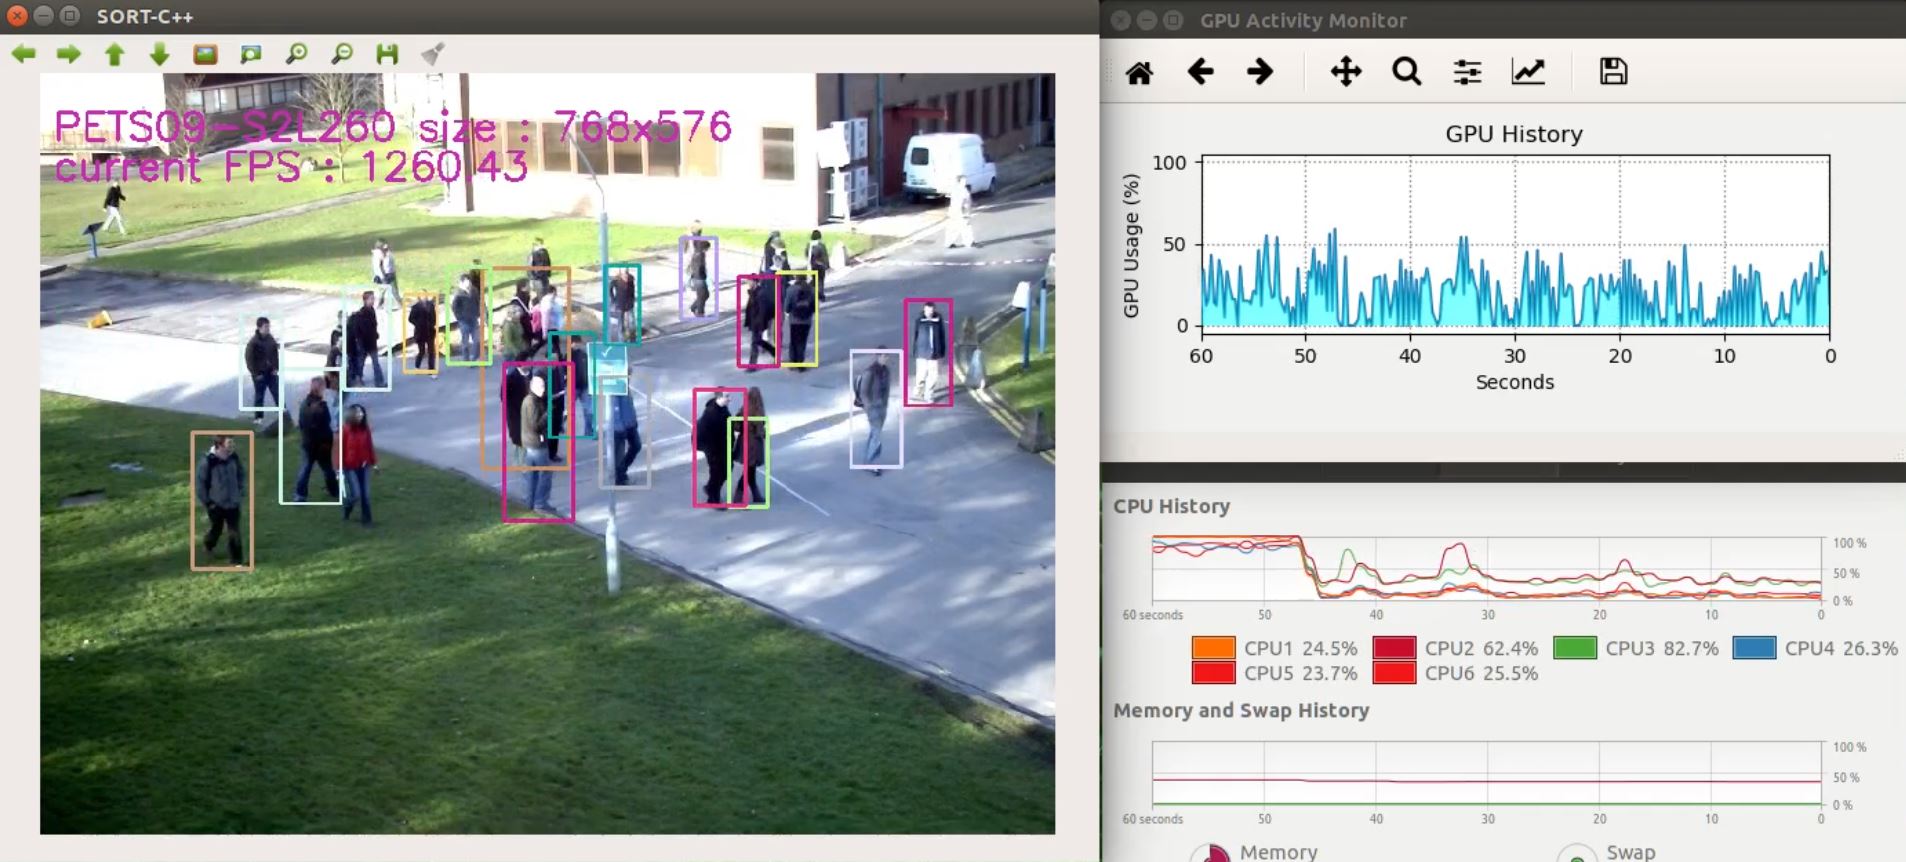 SORT-C++
PETS09-S2L260 size : 768x576
current FPS : 1260.43
GPU Activity Monitor
GPU History
GPU Usage (%)
100
50
0
60 50 40 30 20 10 0
Seconds
CPU History
100 %
50 %
0 %
60 seconds 50 40 30 20 10 0
CPU1 24.5% CPU2 62.4% CPU3 82.7% CPU4 26.3%
CPU5 23.7% CPU6 25.5%
Memory and Swap History
100 %
50 %
0 %
60 seconds 50 40 30 20 10 0
Memory Swap